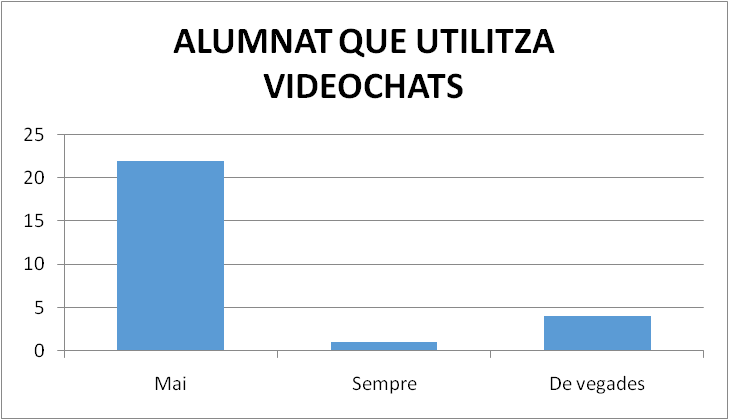 ALUMNAT QUE UTILITZA
VIDEOCHATS
25
20
15
10
5
0
Mai Sempre De vegades